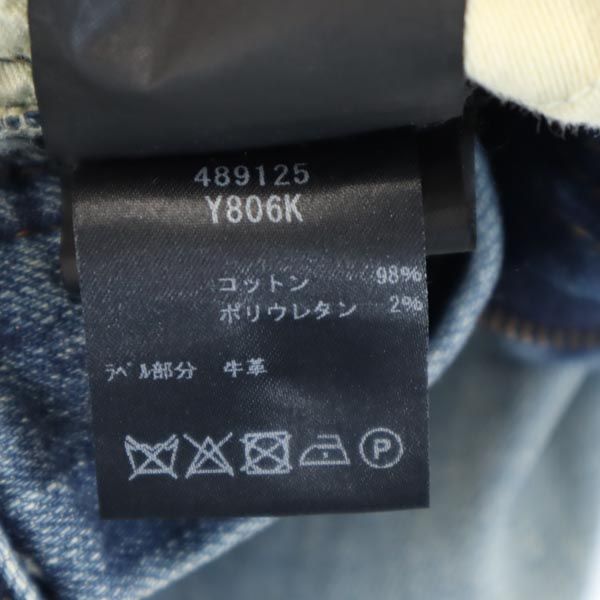 489125
Y806K
コットン 98%
ポリウレタン 2%
ﾗﾍﾞﾙ部分 牛革
P